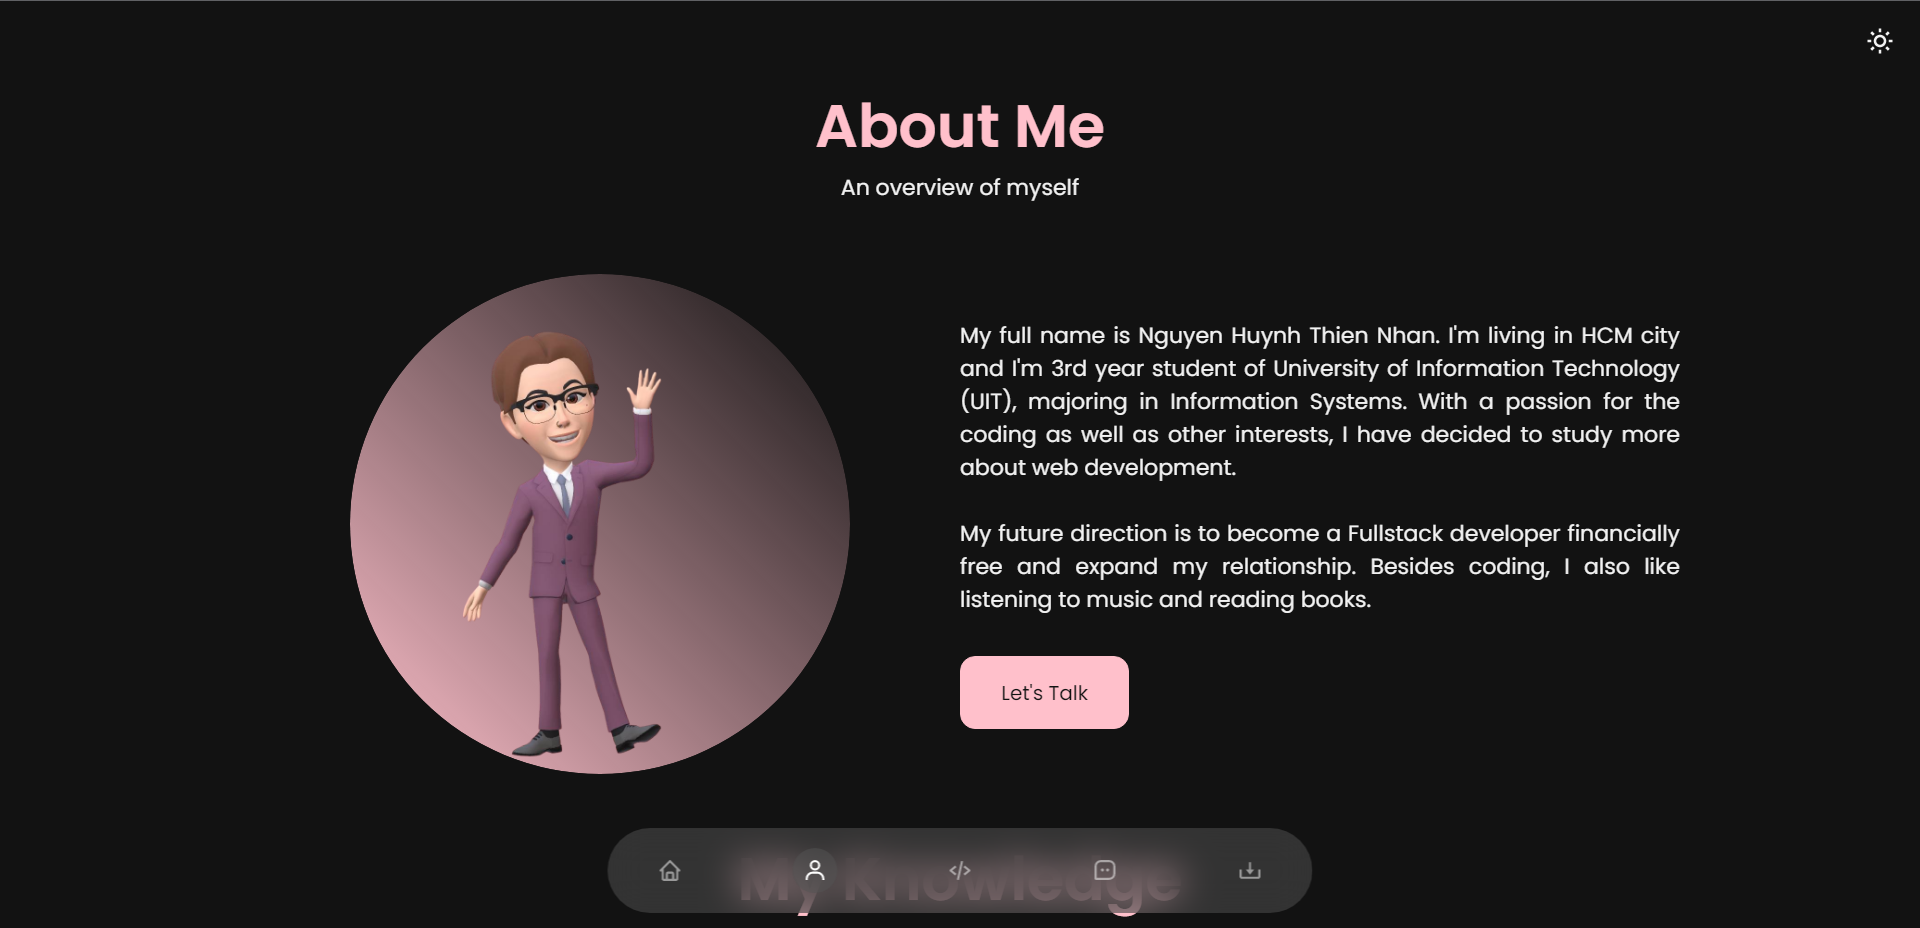 About Me
An overview of myself
My full name is Nguyen Huynh Thien Nhan. I'm living in HCM city
and I'm 3rd year student of University of Information Technology
(UIT), majoring in Information Systems. With a passion for the
coding as well as other interests, I have decided to study more
about web development.
My future direction is to become a Fullstack developer financially
free and expand my relationship. Besides coding, I also like
listening to music and reading books.
Let's Talk
My Knowledge